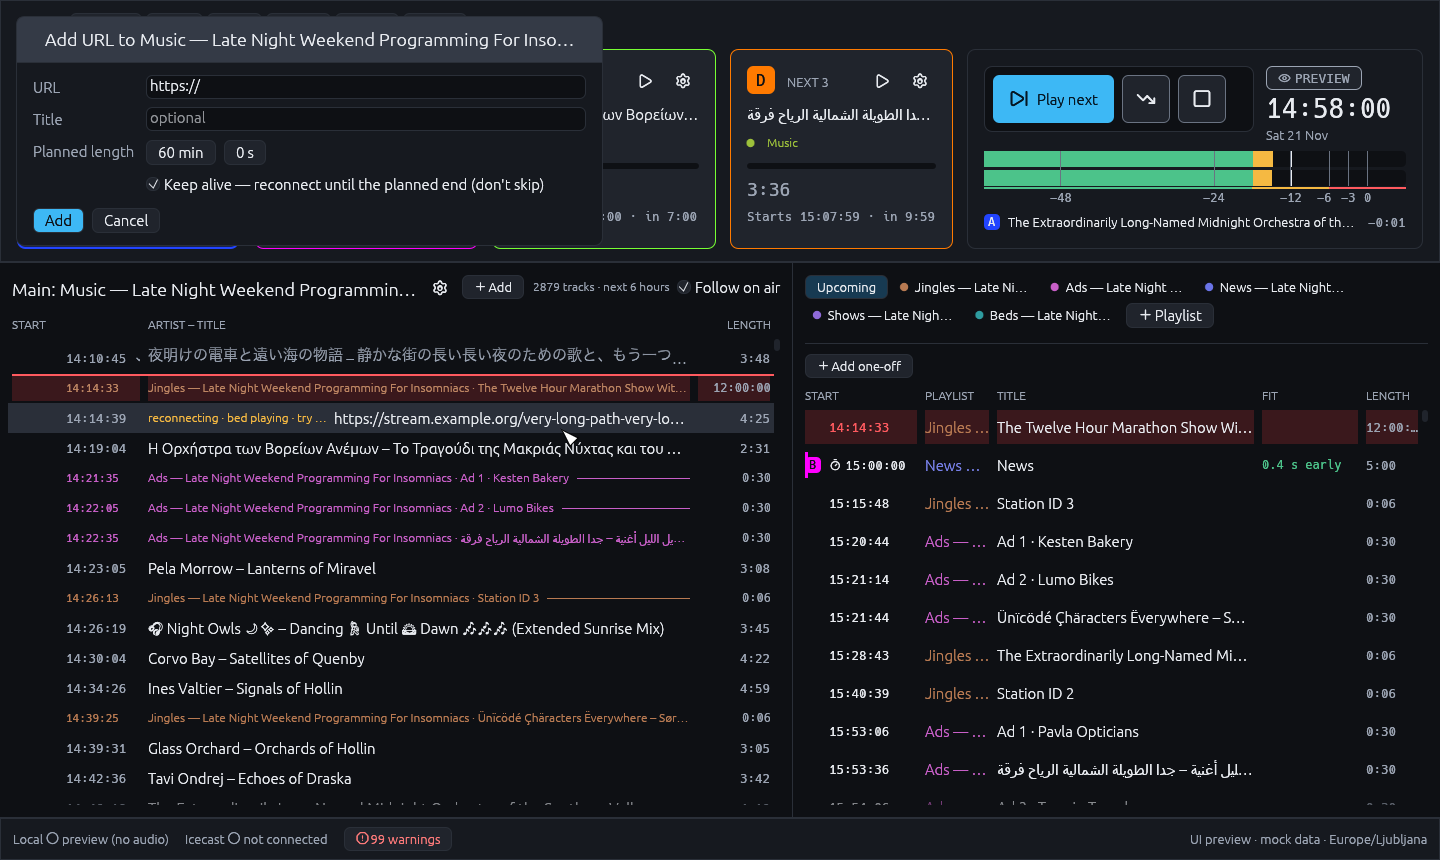 Add URL to Music — Late Night Weekend Programming For Inso…
URL
https://
Title
optional
Planned length
60 min
0 s
Keep alive — reconnect until the planned end (don't skip)
Add
Cancel
ων Βορείων…
:00 · in 7:00
D
NEXT 3
جدا الطويلة الشمالية الرياح فرقة…
Music
3:36
Starts 15:07:59 · in 9:59
Play next
PREVIEW
14:58:00
Sat 21 Nov
−48 −24 −12 −6 −3 0
A The Extraordinarily Long-Named Midnight Orchestra of th… −0:01
Main: Music — Late Night Weekend Programmin…
+ Add
2879 tracks · next 6 hours
Follow on air
START ARTIST – TITLE LENGTH
14:10:45 夜明けの電車と遠い海の物語 – 静かな街の長い長い夜のための歌と、もう一つ… 3:48
14:14:33 Jingles — Late Night Weekend Programming For Insomniacs · The Twelve Hour Marathon Show Wit… 12:00:00
14:14:39 reconnecting · bed playing · try … https://stream.example.org/very-long-path-very-lo… 4:25
14:19:04 Η Ορχήστρα των Βορείων Ανέμων – Το Τραγούδι της Μακριάς Νύχτας και του … 2:31
14:21:35 Ads — Late Night Weekend Programming For Insomniacs · Ad 1 · Kesten Bakery 0:30
14:22:05 Ads — Late Night Weekend Programming For Insomniacs · Ad 2 · Lumo Bikes 0:30
14:22:35 Ads — Late Night Weekend Programming For Insomniacs · يل الليل أغنية – جدا الطويلة الشمالية الرياح فرقة… 0:30
14:23:05 Pela Morrow – Lanterns of Miravel 3:08
14:26:13 Jingles — Late Night Weekend Programming For Insomniacs · Station ID 3 0:06
14:26:19 🎧 Night Owls 🌙✨ – Dancing 💃 Until 🌅 Dawn 🎶🎶🎶 (Extended Sunrise Mix) 3:45
14:30:04 Corvo Bay – Satellites of Quenby 4:22
14:34:26 Ines Valtier – Signals of Hollin 4:59
14:39:25 Jingles — Late Night Weekend Programming For Insomniacs · Ünïcödé Çhäracters Ëverywhere – Sør… 0:06
14:39:31 Glass Orchard – Orchards of Hollin 3:05
14:42:36 Tavi Ondrej – Echoes of Draska 3:42
Upcoming
Jingles — Late Ni…
Ads — Late Night …
News — Late Night…
Shows — Late Nigh…
Beds — Late Night…
+ Playlist
+ Add one-off
START PLAYLIST TITLE FIT LENGTH
14:14:33 Jingles … The Twelve Hour Marathon Show Wi… 12:00:…
B 15:00:00 News … News 0.4 s early 5:00
15:15:48 Jingles … Station ID 3 0:06
15:20:44 Ads — … Ad 1 · Kesten Bakery 0:30
15:21:14 Ads — … Ad 2 · Lumo Bikes 0:30
15:21:44 Ads — … Ünïcödé Çhäracters Ëverywhere – S… 0:30
15:28:43 Jingles … The Extraordinarily Long-Named Mi… 0:06
15:40:39 Jingles … Station ID 2 0:06
15:53:06 Ads — … Ad 1 · Pavla Opticians 0:30
15:53:36 Ads — … لليل أغنية – جدا الطويلة الشمالية الرياح فرقة… 0:30
Local preview (no audio)
Icecast not connected
99 warnings
UI preview · mock data · Europe/Ljubljana